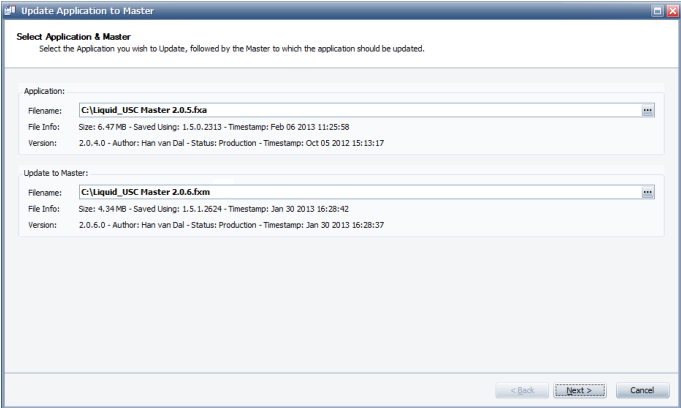 Update Application to Master
Select Application & Master
Select the Application you wish to Update, followed by the Master to which the application should be updated.
Application:
Filename: C:\Liquid_USC Master 2.0.5.fxa ...
File Info: Size: 6.47 MB - Saved Using: 1.5.0.2313 - Timestamp: Feb 06 2013 11:25:58
Version: 2.0.4.0 - Author: Han van Dal - Status: Production - Timestamp: Oct 05 2012 15:13:17
Update to Master:
Filename: C:\Liquid_USC Master 2.0.6.fxm ...
File Info: Size: 4.34 MB - Saved Using: 1.5.1.2624 - Timestamp: Jan 30 2013 16:28:42
Version: 2.0.6.0 - Author: Han van Dal - Status: Production - Timestamp: Jan 30 2013 16:28:37
< Back Next > Cancel